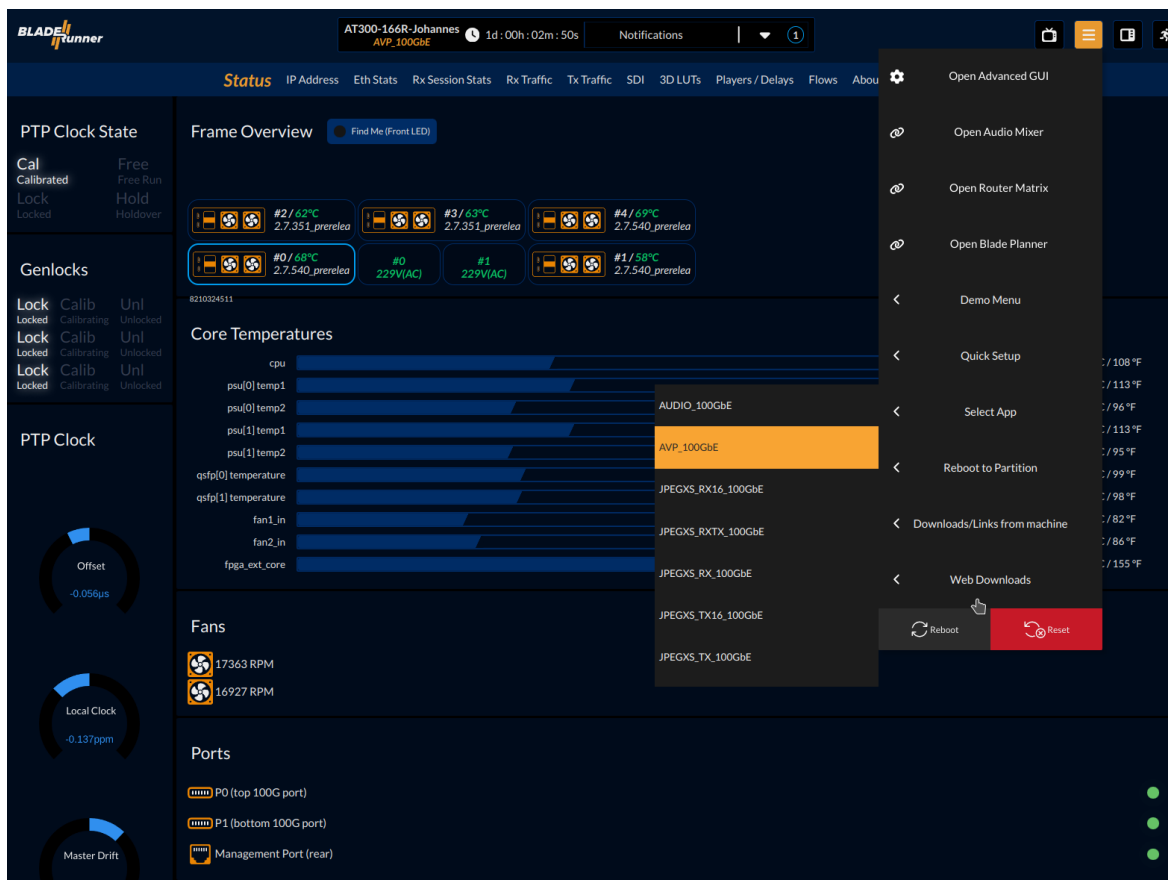 BLADE
runner
AT300-166R-Johannes
AVP_100GbE
1d : 00h : 02m : 50s
Notifications
1
Status IP Address Eth Stats Rx Session Stats Rx Traffic Tx Traffic SDI 3D LUTs Players / Delays Flows Abou
PTP Clock State
Cal Free
Calibrated Free Run
Lock Hold
Locked Holdover
Genlocks
Lock Calib Unl
Locked Calibrating Unlocked
Lock Calib Unl
Locked Calibrating Unlocked
Lock Calib Unl
Locked Calibrating Unlocked
PTP Clock
Offset
-0.056µs
Local Clock
-0.137ppm
Master Drift
Frame Overview
Find Me (Front LED)
#2 / 62°C
2.7.351_prerelea
#3 / 63°C
2.7.351_prerelea
#4 / 69°C
2.7.540_prerelea
#0 / 68°C
2.7.540_prerelea
#0
229V(AC)
#1
229V(AC)
#1 / 58°C
2.7.540_prerelea
8210324511
Core Temperatures
cpu
psu[0] temp1
psu[0] temp2
psu[1] temp1
psu[1] temp2
qsfp[0] temperature
qsfp[1] temperature
fan1_in
fan2_in
fpga_ext_core
/ 108 °F
/ 113 °F
/ 96 °F
/ 113 °F
/ 95 °F
/ 99 °F
/ 98 °F
/ 82 °F
/ 86 °F
/ 155 °F
Fans
17363 RPM
16927 RPM
Ports
P0 (top 100G port)
P1 (bottom 100G port)
Management Port (rear)
AUDIO_100GbE
AVP_100GbE
JPEGXS_RX16_100GbE
JPEGXS_RXTX_100GbE
JPEGXS_RX_100GbE
JPEGXS_TX16_100GbE
JPEGXS_TX_100GbE
Open Advanced GUI
Open Audio Mixer
Open Router Matrix
Open Blade Planner
Demo Menu
Quick Setup
Select App
Reboot to Partition
Downloads/Links from machine
Web Downloads
Reboot
Reset